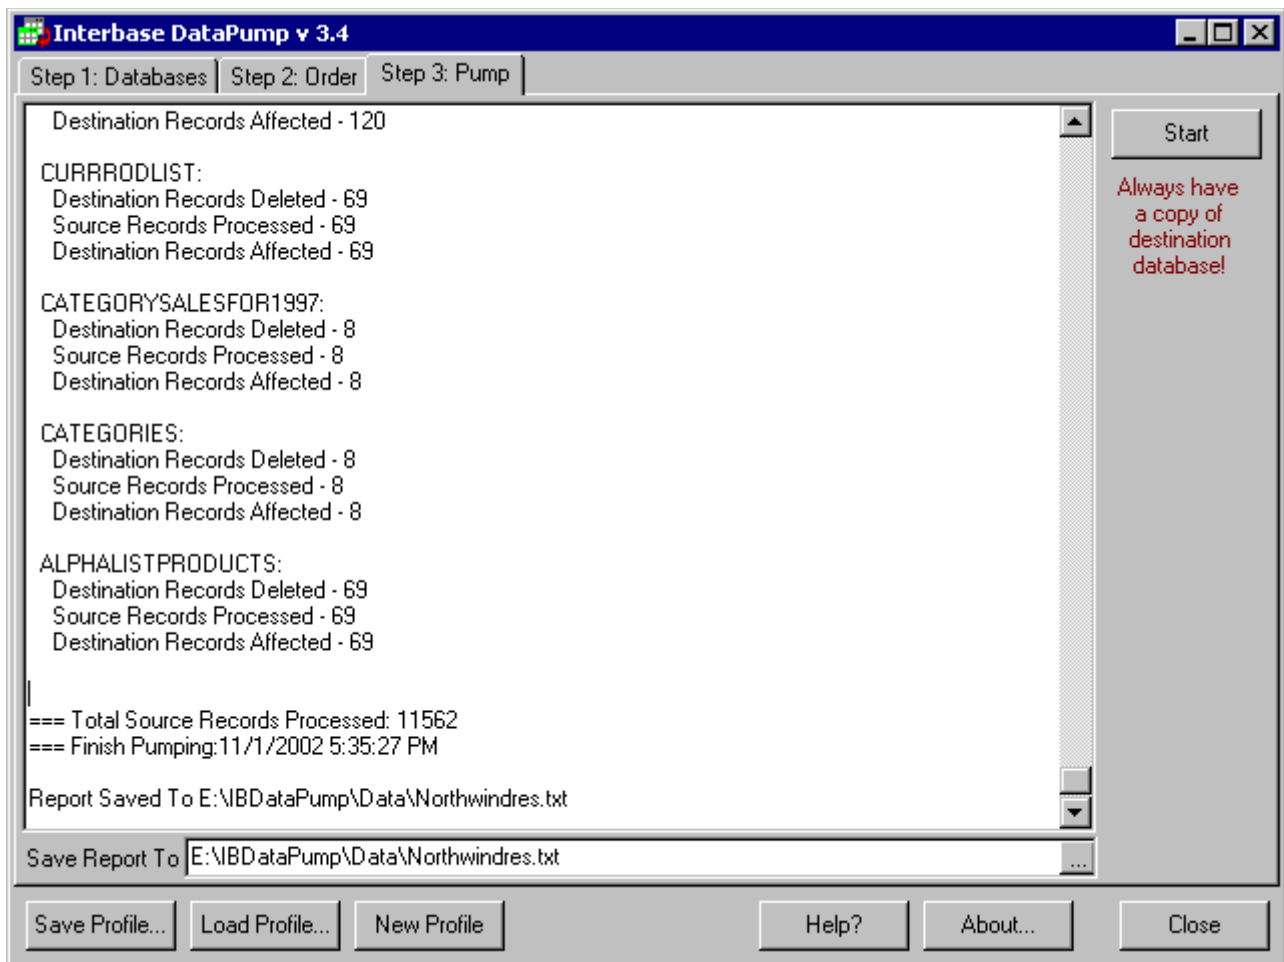 Interbase DataPump v 3.4
Step 1: Databases
Step 2: Order
Step 3: Pump
Destination Records Affected - 120
CURRRODLIST:
Destination Records Deleted - 69
Source Records Processed - 69
Destination Records Affected - 69
CATEGORYSALESFOR1997:
Destination Records Deleted - 8
Source Records Processed - 8
Destination Records Affected - 8
CATEGORIES:
Destination Records Deleted - 8
Source Records Processed - 8
Destination Records Affected - 8
ALPHALISTPRODUCTS:
Destination Records Deleted - 69
Source Records Processed - 69
Destination Records Affected - 69
=== Total Source Records Processed: 11562
=== Finish Pumping:11/1/2002 5:35:27 PM
Report Saved To E:\IBDataPump\Data\Northwindres.txt
Start
Always have
a copy of
destination
database!
Save Report To E:\IBDataPump\Data\Northwindres.txt
...
Save Profile...
Load Profile...
New Profile
Help?
About...
Close